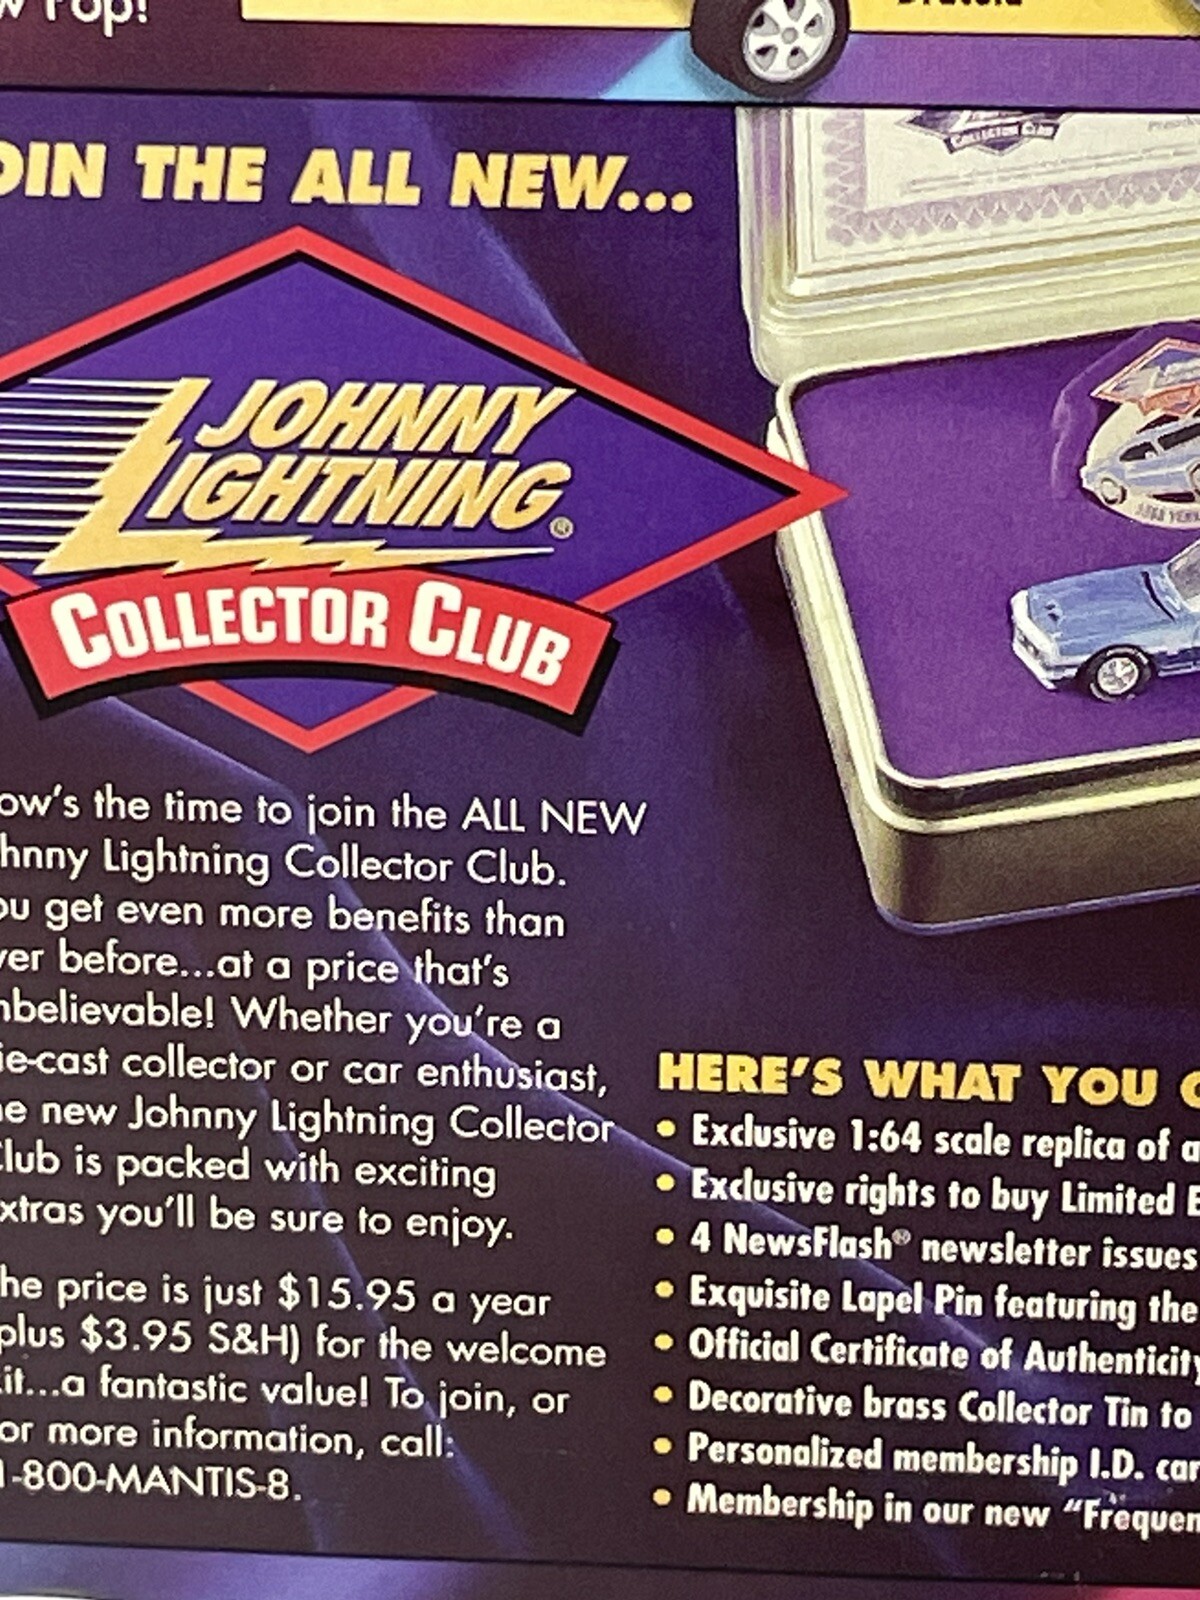 Pop!
OIN THE ALL NEW...
COLLECTOR CLUB
JOHNNY
LIGHTNING®
COLLECTOR CLUB
ow's the time to join the ALL NEW
hnny Lightning Collector Club.
ou get even more benefits than
ver before...at a price that's
nbelievable! Whether you're a
ie-cast collector or car enthusiast,
he new Johnny Lightning Collector
Club is packed with exciting
xtras you'll be sure to enjoy.
he price is just $15.95 a year
plus $3.95 S&H) for the welcome
it...a fantastic value! To join, or
or more information, call:
1-800-MANTIS-8.
HERE'S WHAT YOU
• Exclusive 1:64 scale replica of a
• Exclusive rights to buy Limited E
• 4 NewsFlash® newsletter issues
• Exquisite Lapel Pin featuring the
• Official Certificate of Authenticity
• Decorative brass Collector Tin to
• Personalized membership I.D. car
• Membership in our new "Frequen